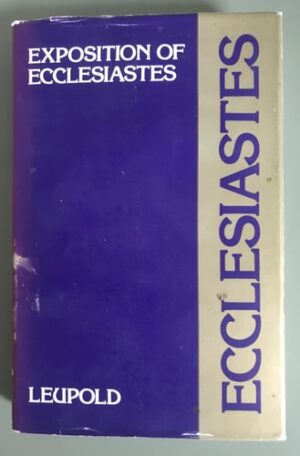 EXPOSITION OF
ECCLESIASTES
ECCLESIASTES
LEUPOLD